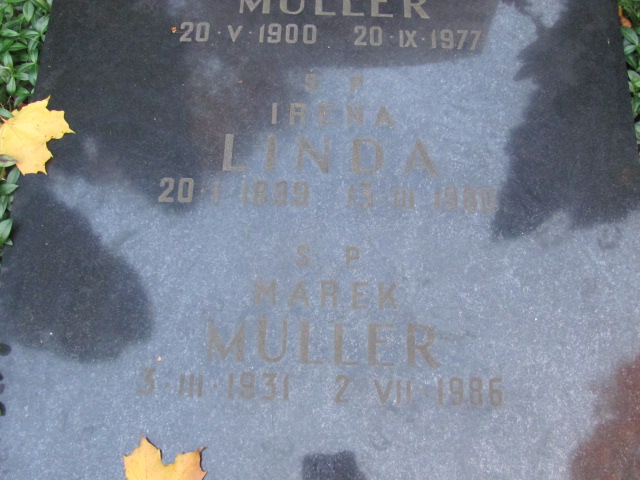 MULLER
20·V·1900 20·IX·1977
Ś P
IRENA
LINDA
20·I·1899 13·III·1980
Ś P
MAREK
MULLER
3·III·1931 2·VII·1986